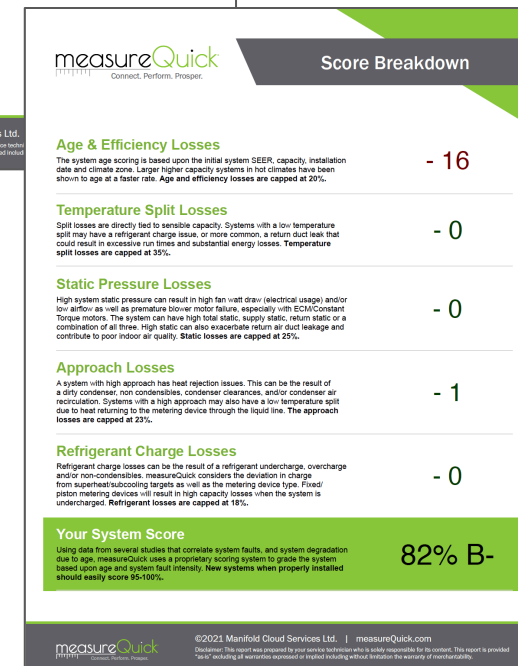 measureQuick
Connect. Perform. Prosper.
Score Breakdown
s Ltd.
ce techni
ed includ
Age & Efficiency Losses
The system age scoring is based upon the initial system SEER, capacity, installation
date and climate zone. Larger higher capacity systems in hot climates have been
shown to age at a faster rate. Age and efficiency losses are capped at 20%.
- 16
Temperature Split Losses
Split losses are directly tied to sensible capacity. Systems with a low temperature
split may have a refrigerant charge issue, or more common, a return duct leak that
could result in excessive run times and substantial energy losses. Temperature
split losses are capped at 35%.
- 0
Static Pressure Losses
High system static pressure can result in high fan watt draw (electrical usage) and/or
low airflow as well as premature blower motor failure, especially with ECM/Constant
Torque motors. The system can have high total static, supply static, return static or a
combination of all three. High static can also exacerbate return air duct leakage and
contribute to poor indoor air quality. Static losses are capped at 25%.
- 0
Approach Losses
A system with high approach has heat rejection issues. This can be the result of
a dirty condenser, non condensibles, condenser clearances, and/or condenser air
recirculation. Systems with a high approach may also have a low temperature split
due to heat returning to the metering device through the liquid line. The approach
losses are capped at 23%.
- 1
Refrigerant Charge Losses
Refrigerant charge losses can be the result of a refrigerant undercharge, overcharge
and/or non-condensibles. measureQuick considers the deviation in charge
from superheat/subcooling targets as well as the metering device type. Fixed/
piston metering devices will result in high capacity losses when the system is
undercharged. Refrigerant losses are capped at 18%.
- 0
Your System Score
Using data from several studies that correlate system faults, and system degradation
due to age, measureQuick uses a proprietary scoring system to grade the system
based upon age and system fault intensity. New systems when properly installed
should easily score 95-100%.
82% B-
measureQuick
Connect. Perform. Prosper.
©2021 Manifold Cloud Services Ltd. | measureQuick.com
Disclaimer: This report was prepared by your service technician who is solely responsible for its content. This report is provided
"as-is" excluding all warranties expressed or implied including without limitation the warranty of merchantability.